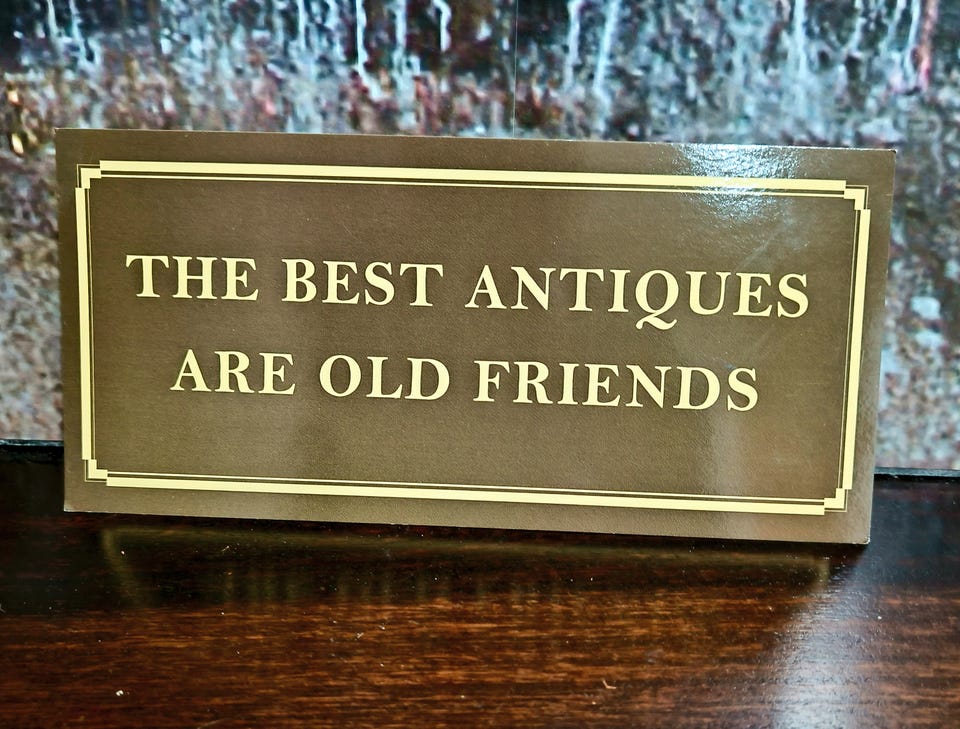 THE BEST ANTIQUES
ARE OLD FRIENDS